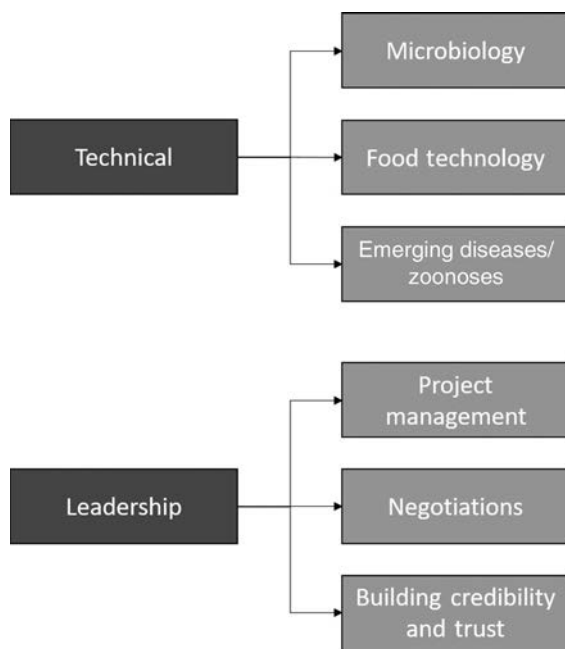 Technical
Microbiology
Food technology
Emerging diseases/
zoonoses
Leadership
Project
management
Negotiations
Building credibility
and trust